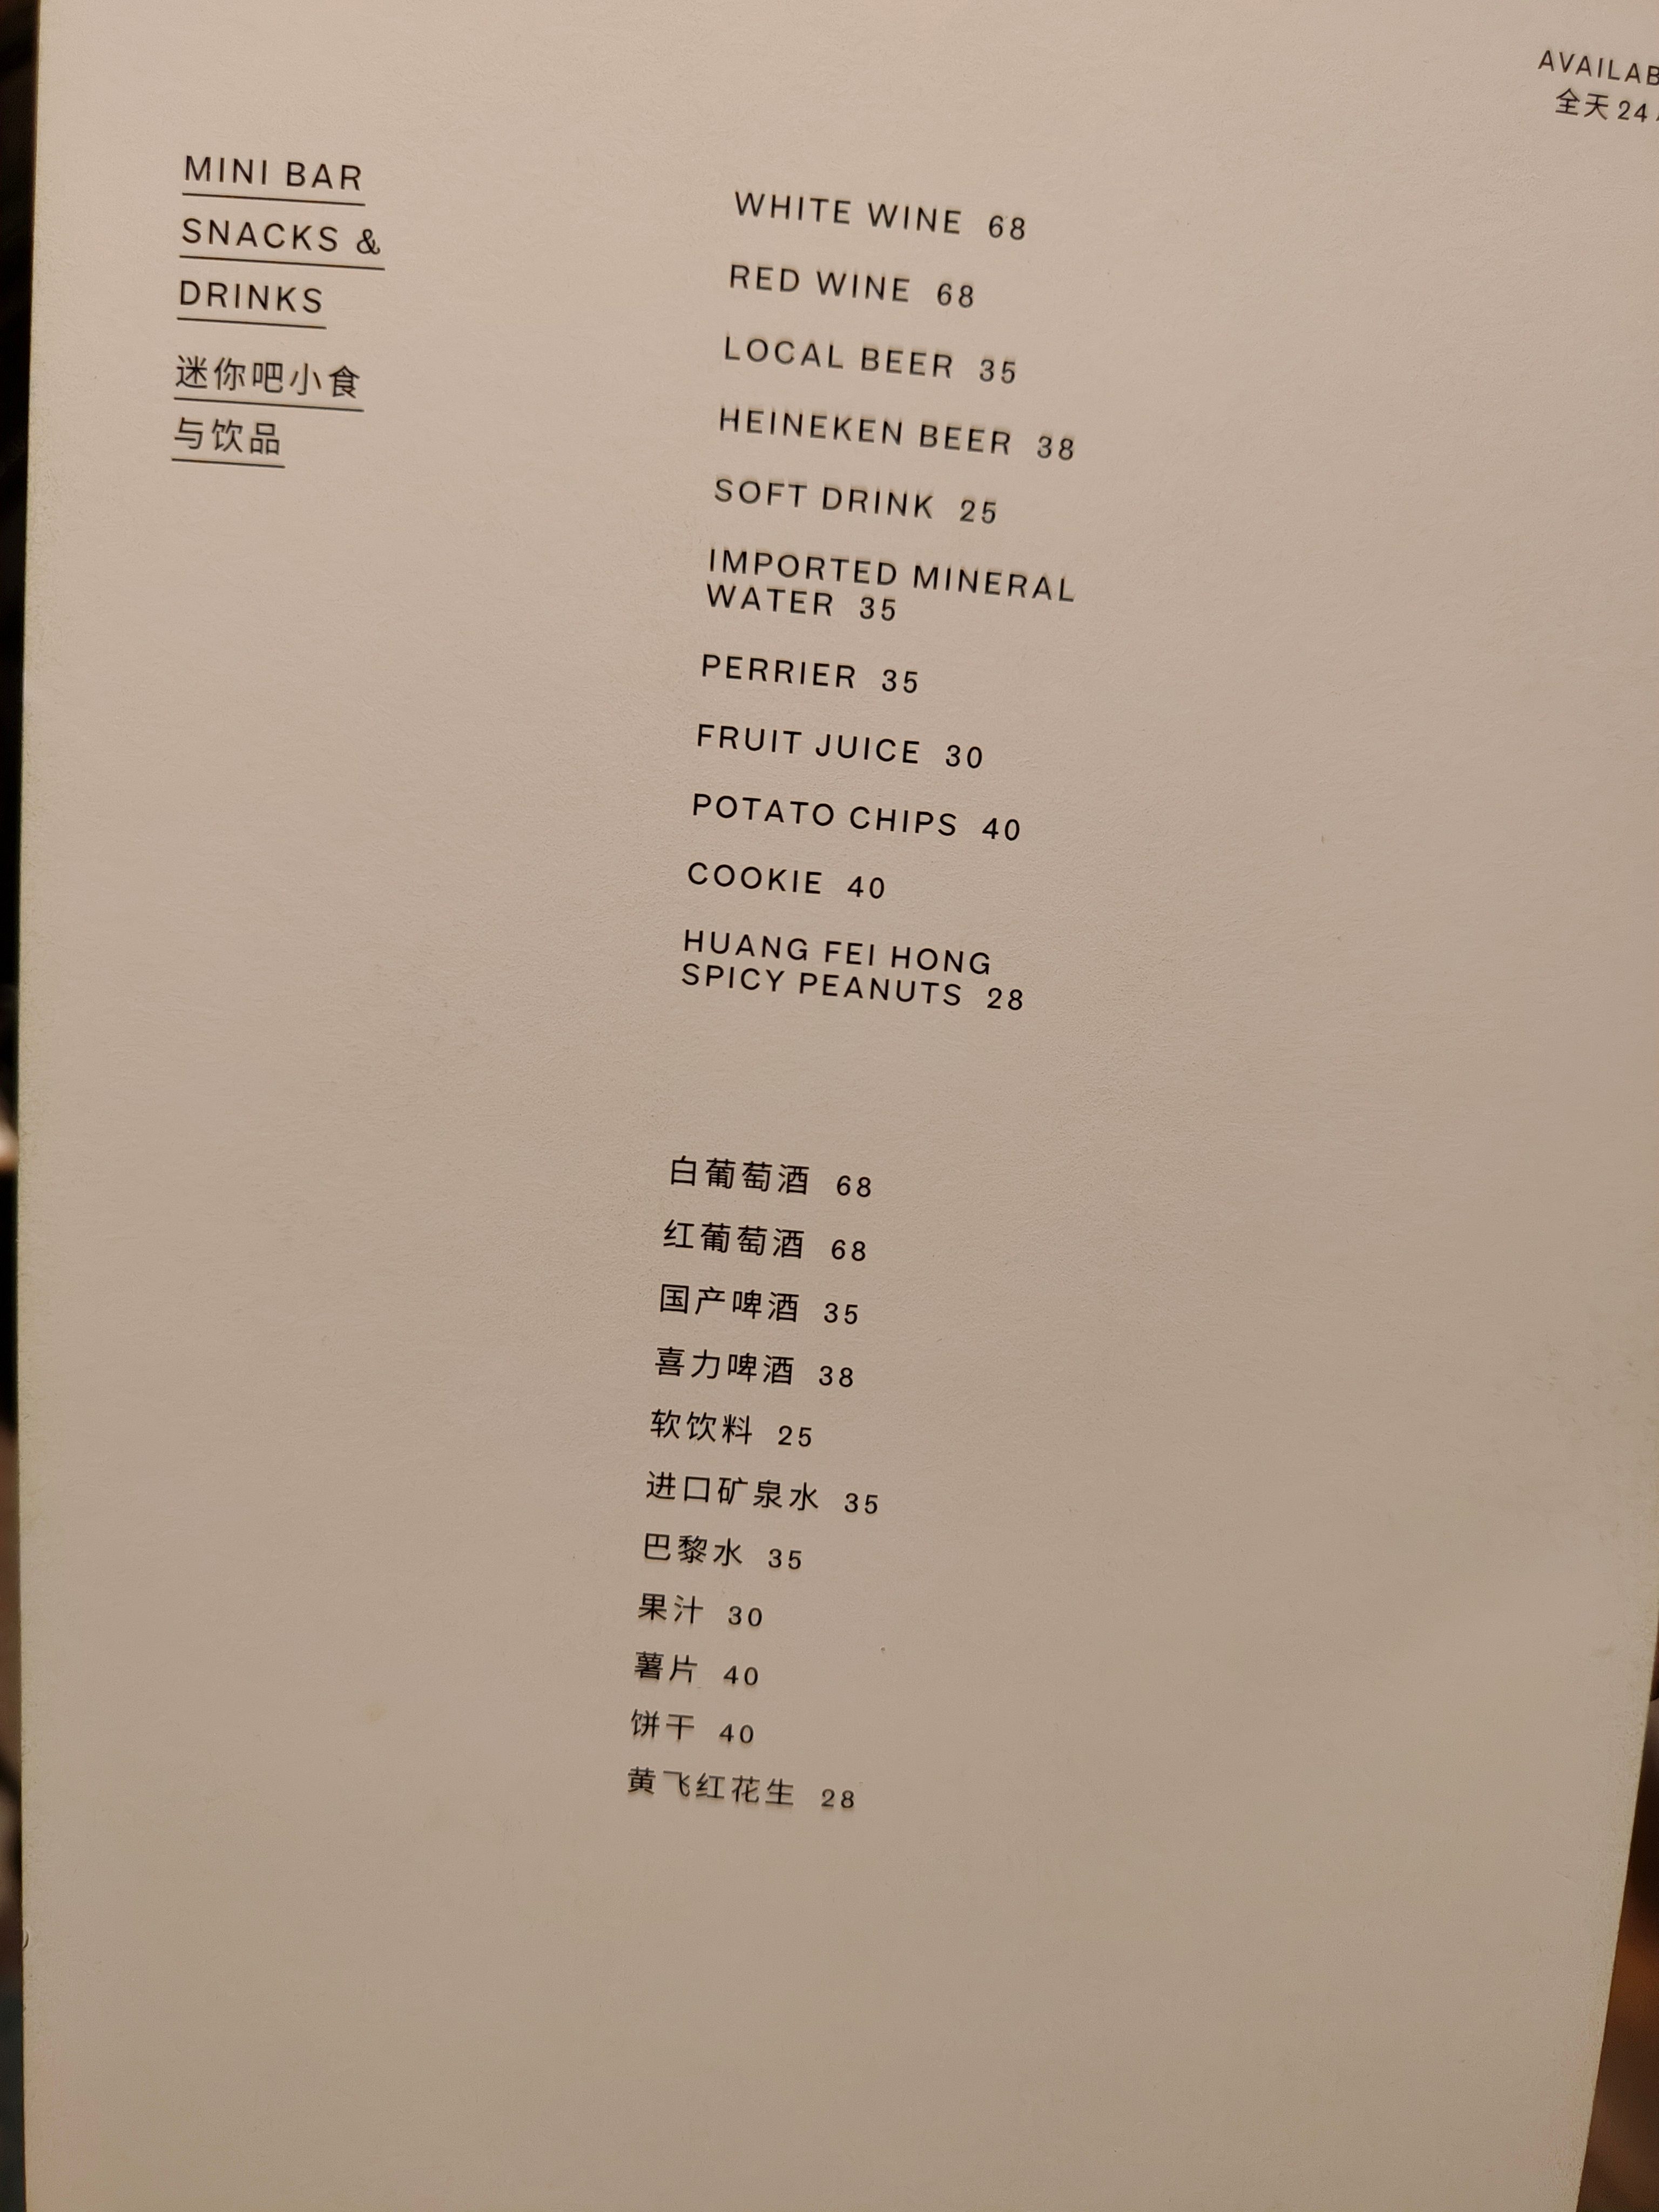 AVAILAB
全天 24
MINI BAR
SNACKS &
DRINKS
迷你吧小食
与饮品
WHITE WINE 68
RED WINE 68
LOCAL BEER 35
HEINEKEN BEER 38
SOFT DRINK 25
IMPORTED MINERAL
WATER 35
PERRIER 35
FRUIT JUICE 30
POTATO CHIPS 40
COOKIE 40
HUANG FEI HONG
SPICY PEANUTS 28
白葡萄酒 68
红葡萄酒 68
国产啤酒 35
喜力啤酒 38
软饮料 25
进口矿泉水 35
巴黎水 35
果汁 30
薯片 40
饼干 40
黄飞红花生 28